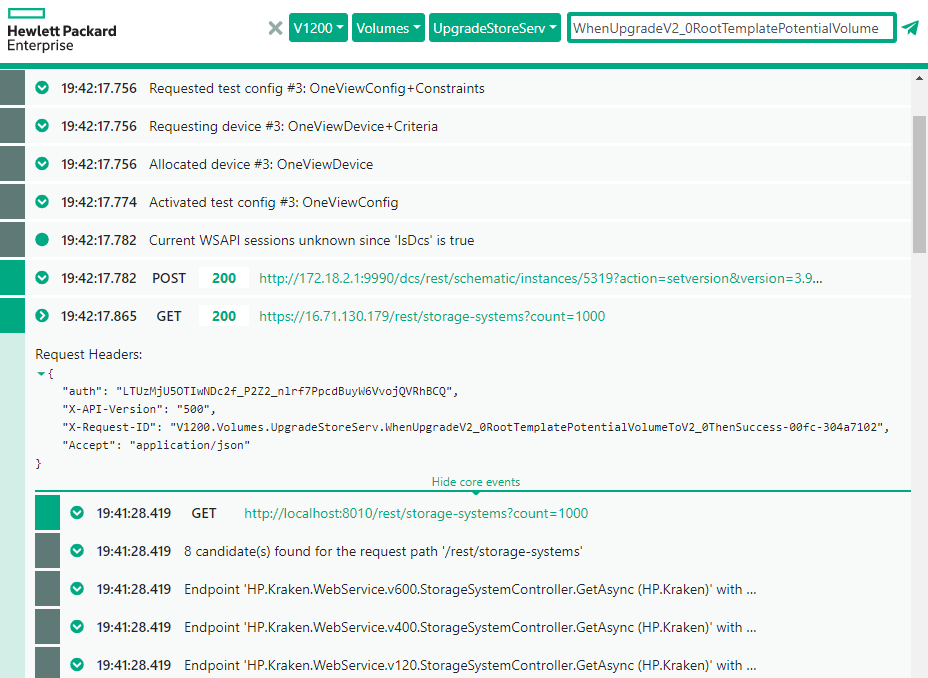 Hewlett Packard
Enterprise
V1200 Volumes UpgradeStoreServ WhenUpgradeV2_0RootTemplatePotentialVolume
19:42:17.756 Requested test config #3: OneViewConfig+Constraints
19:42:17.756 Requesting device #3: OneViewDevice+Criteria
19:42:17.756 Allocated device #3: OneViewDevice
19:42:17.774 Activated test config #3: OneViewConfig
19:42:17.782 Current WSAPI sessions unknown since 'IsDcs' is true
19:42:17.782 POST 200 http://172.18.2.1:9990/dcs/rest/schematic/instances/5319?action=setversion&version=3.9...
19:42:17.865 GET 200 https://16.71.130.179/rest/storage-systems?count=1000
Request Headers:
{
"auth": "LTUzMjU5OTIwNDc2f_P2Z2_nlrf7PpcdBuyW6VvojQVRhBCQ",
"X-API-Version": "500",
"X-Request-ID": "V1200.Volumes.UpgradeStoreServ.WhenUpgradeV2_0RootTemplatePotentialVolumeToV2_0ThenSuccess-00fc-304a7102",
"Accept": "application/json"
}
Hide core events
19:41:28.419 GET http://localhost:8010/rest/storage-systems?count=1000
19:41:28.419 8 candidate(s) found for the request path '/rest/storage-systems'
19:41:28.419 Endpoint 'HP.Kraken.WebService.v600.StorageSystemController.GetAsync (HP.Kraken)' with ...
19:41:28.419 Endpoint 'HP.Kraken.WebService.v400.StorageSystemController.GetAsync (HP.Kraken)' with ...
19:41:28.419 Endpoint 'HP.Kraken.WebService.v120.StorageSystemController.GetAsync (HP.Kraken)' with ...